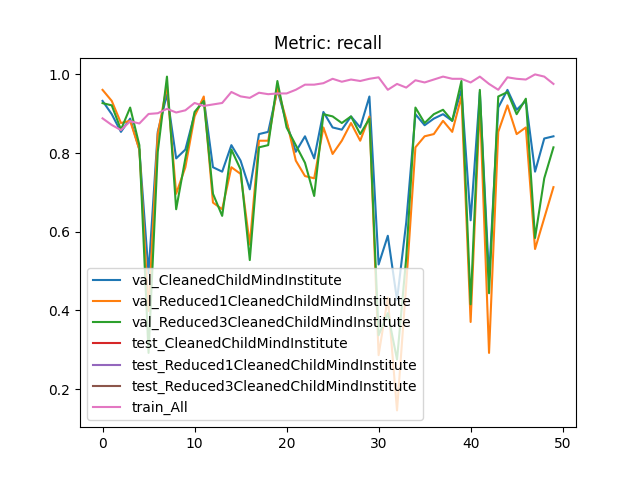 Metric: recall
1.0
0.8
0.6
0.4
0.2
val_CleanedChildMindInstitute
val_Reduced1CleanedChildMindInstitute
val_Reduced3CleanedChildMindInstitute
test_CleanedChildMindInstitute
test_Reduced1CleanedChildMindInstitute
test_Reduced3CleanedChildMindInstitute
train_All
0 10 20 30 40 50